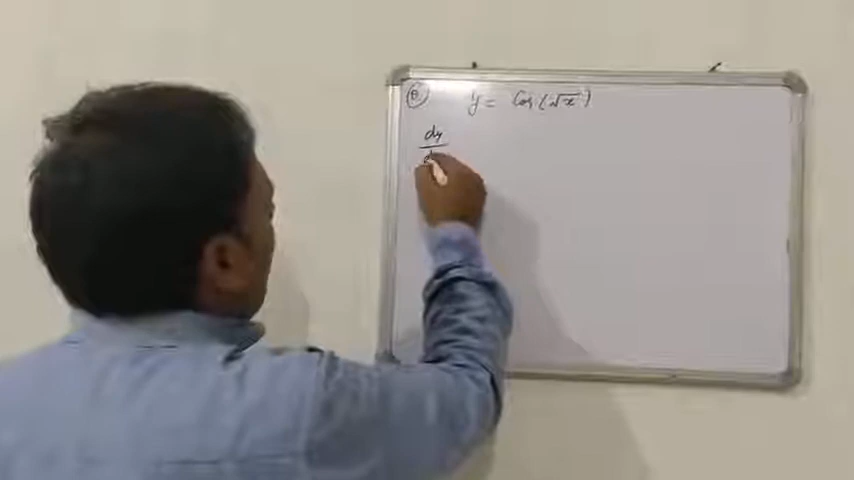 Q. y = Cos(√x)
dy
d